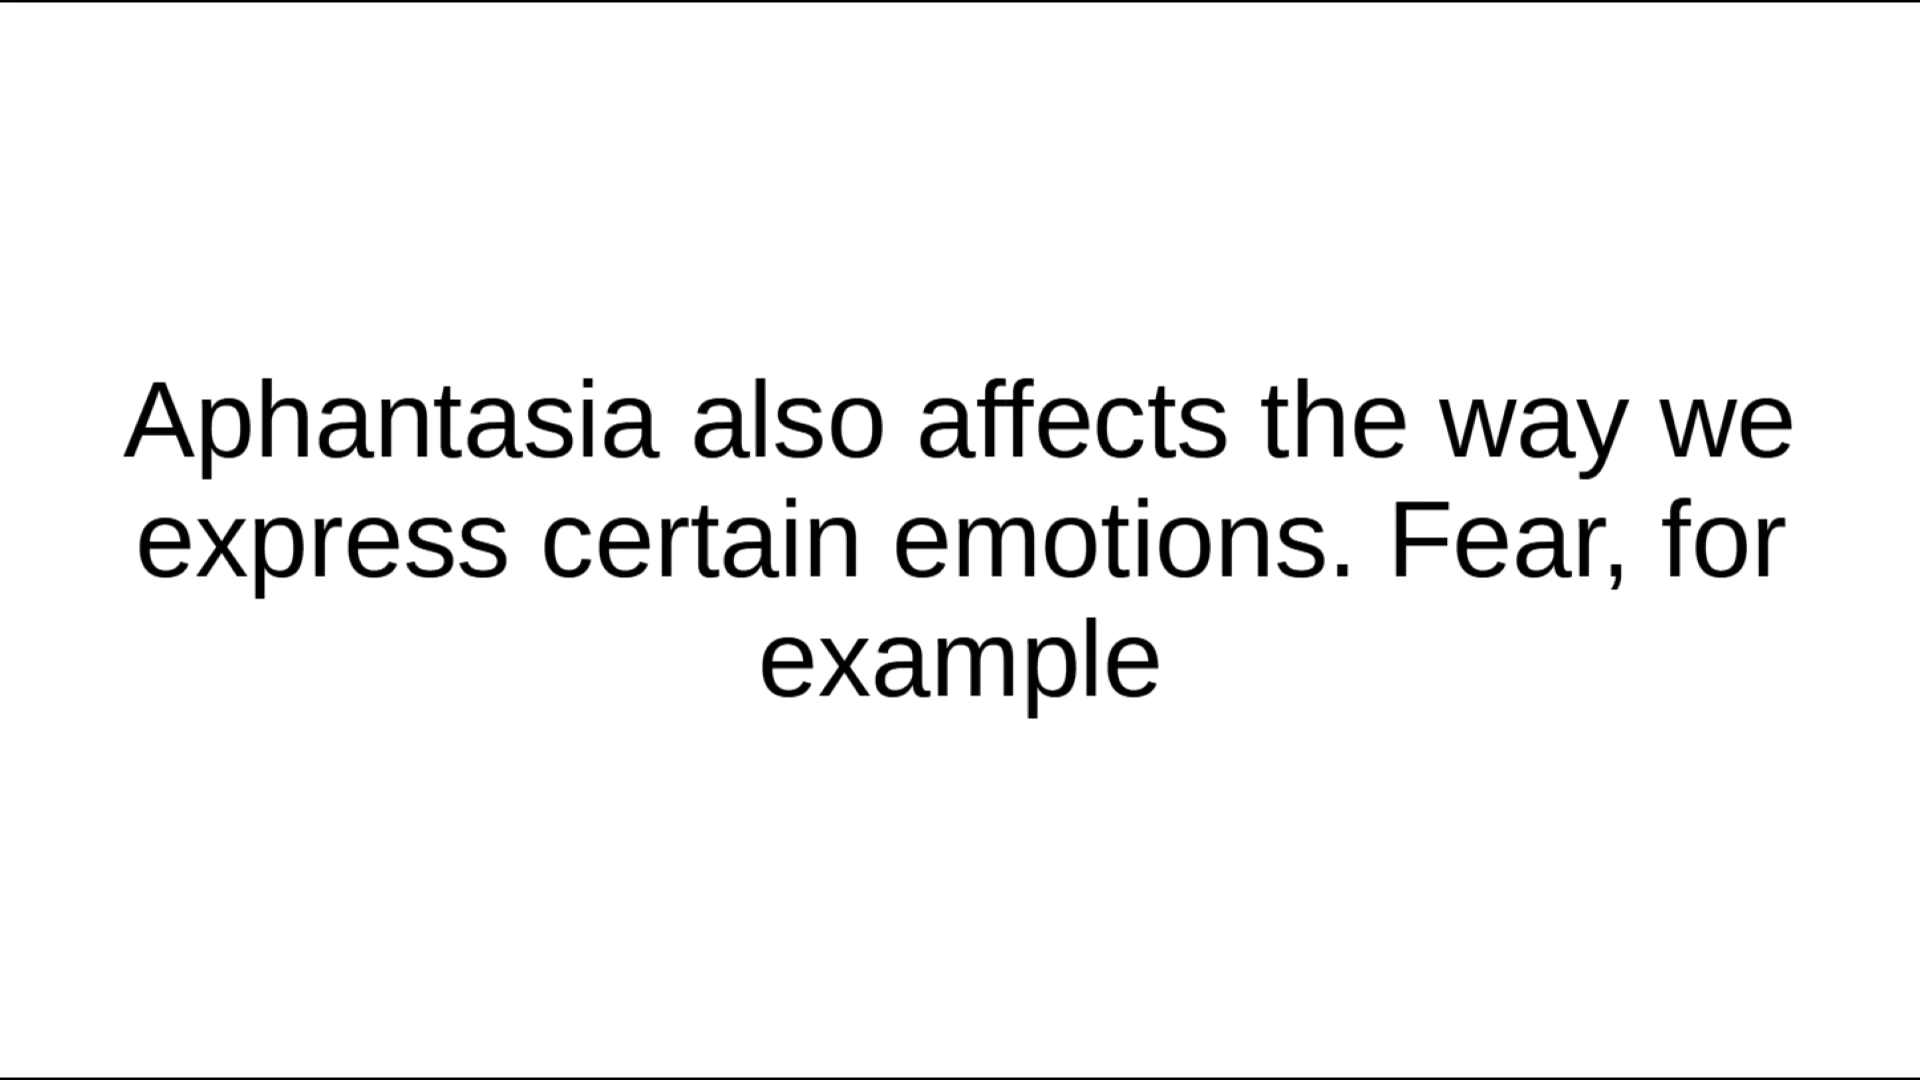 Aphantasia also affects the way we
express certain emotions. Fear, for
example